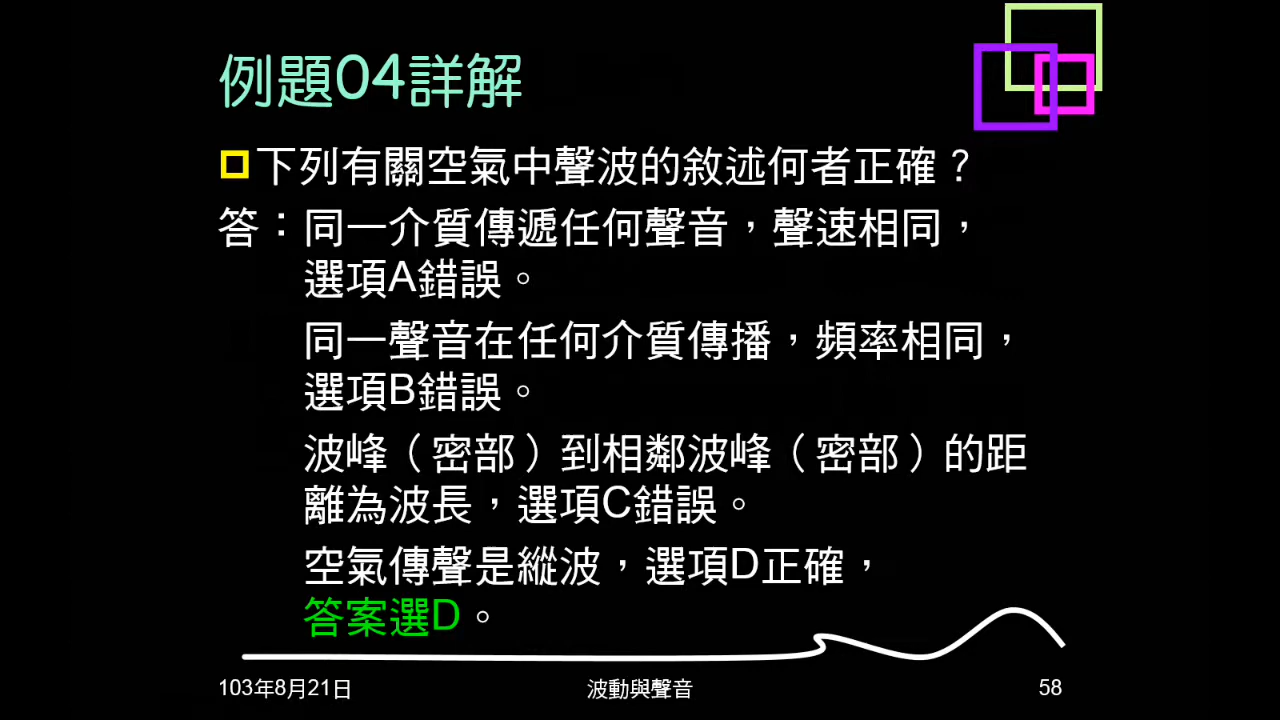 例題04詳解
下列有關空氣中聲波的敘述何者正確？
答：同一介質傳遞任何聲音，聲速相同，
選項A錯誤。
同一聲音在任何介質傳播，頻率相同，
選項B錯誤。
波峰（密部）到相鄰波峰（密部）的距
離為波長，選項C錯誤。
空氣傳聲是縱波，選項D正確，
答案選D。
103年8月21日
波動與聲音
58